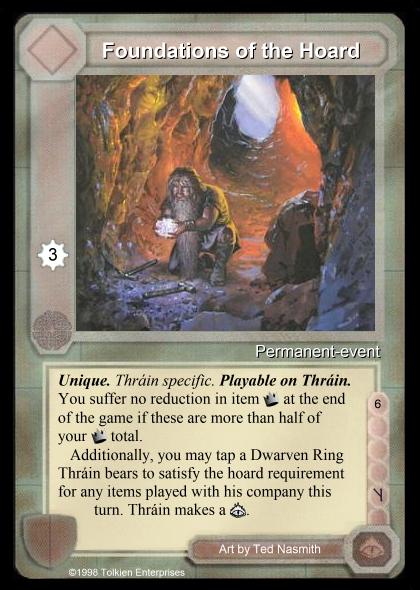 Foundations of the Hoard
3
Permanent-event
Unique. Thráin specific. Playable on Thráin.
You suffer no reduction in item at the end
of the game if these are more than half of
your total.
Additionally, you may tap a Dwarven Ring
Thráin bears to satisfy the hoard requirement
for any items played with his company this
turn. Thráin makes a .
6
Art by Ted Nasmith
©1998 Tolkien Enterprises